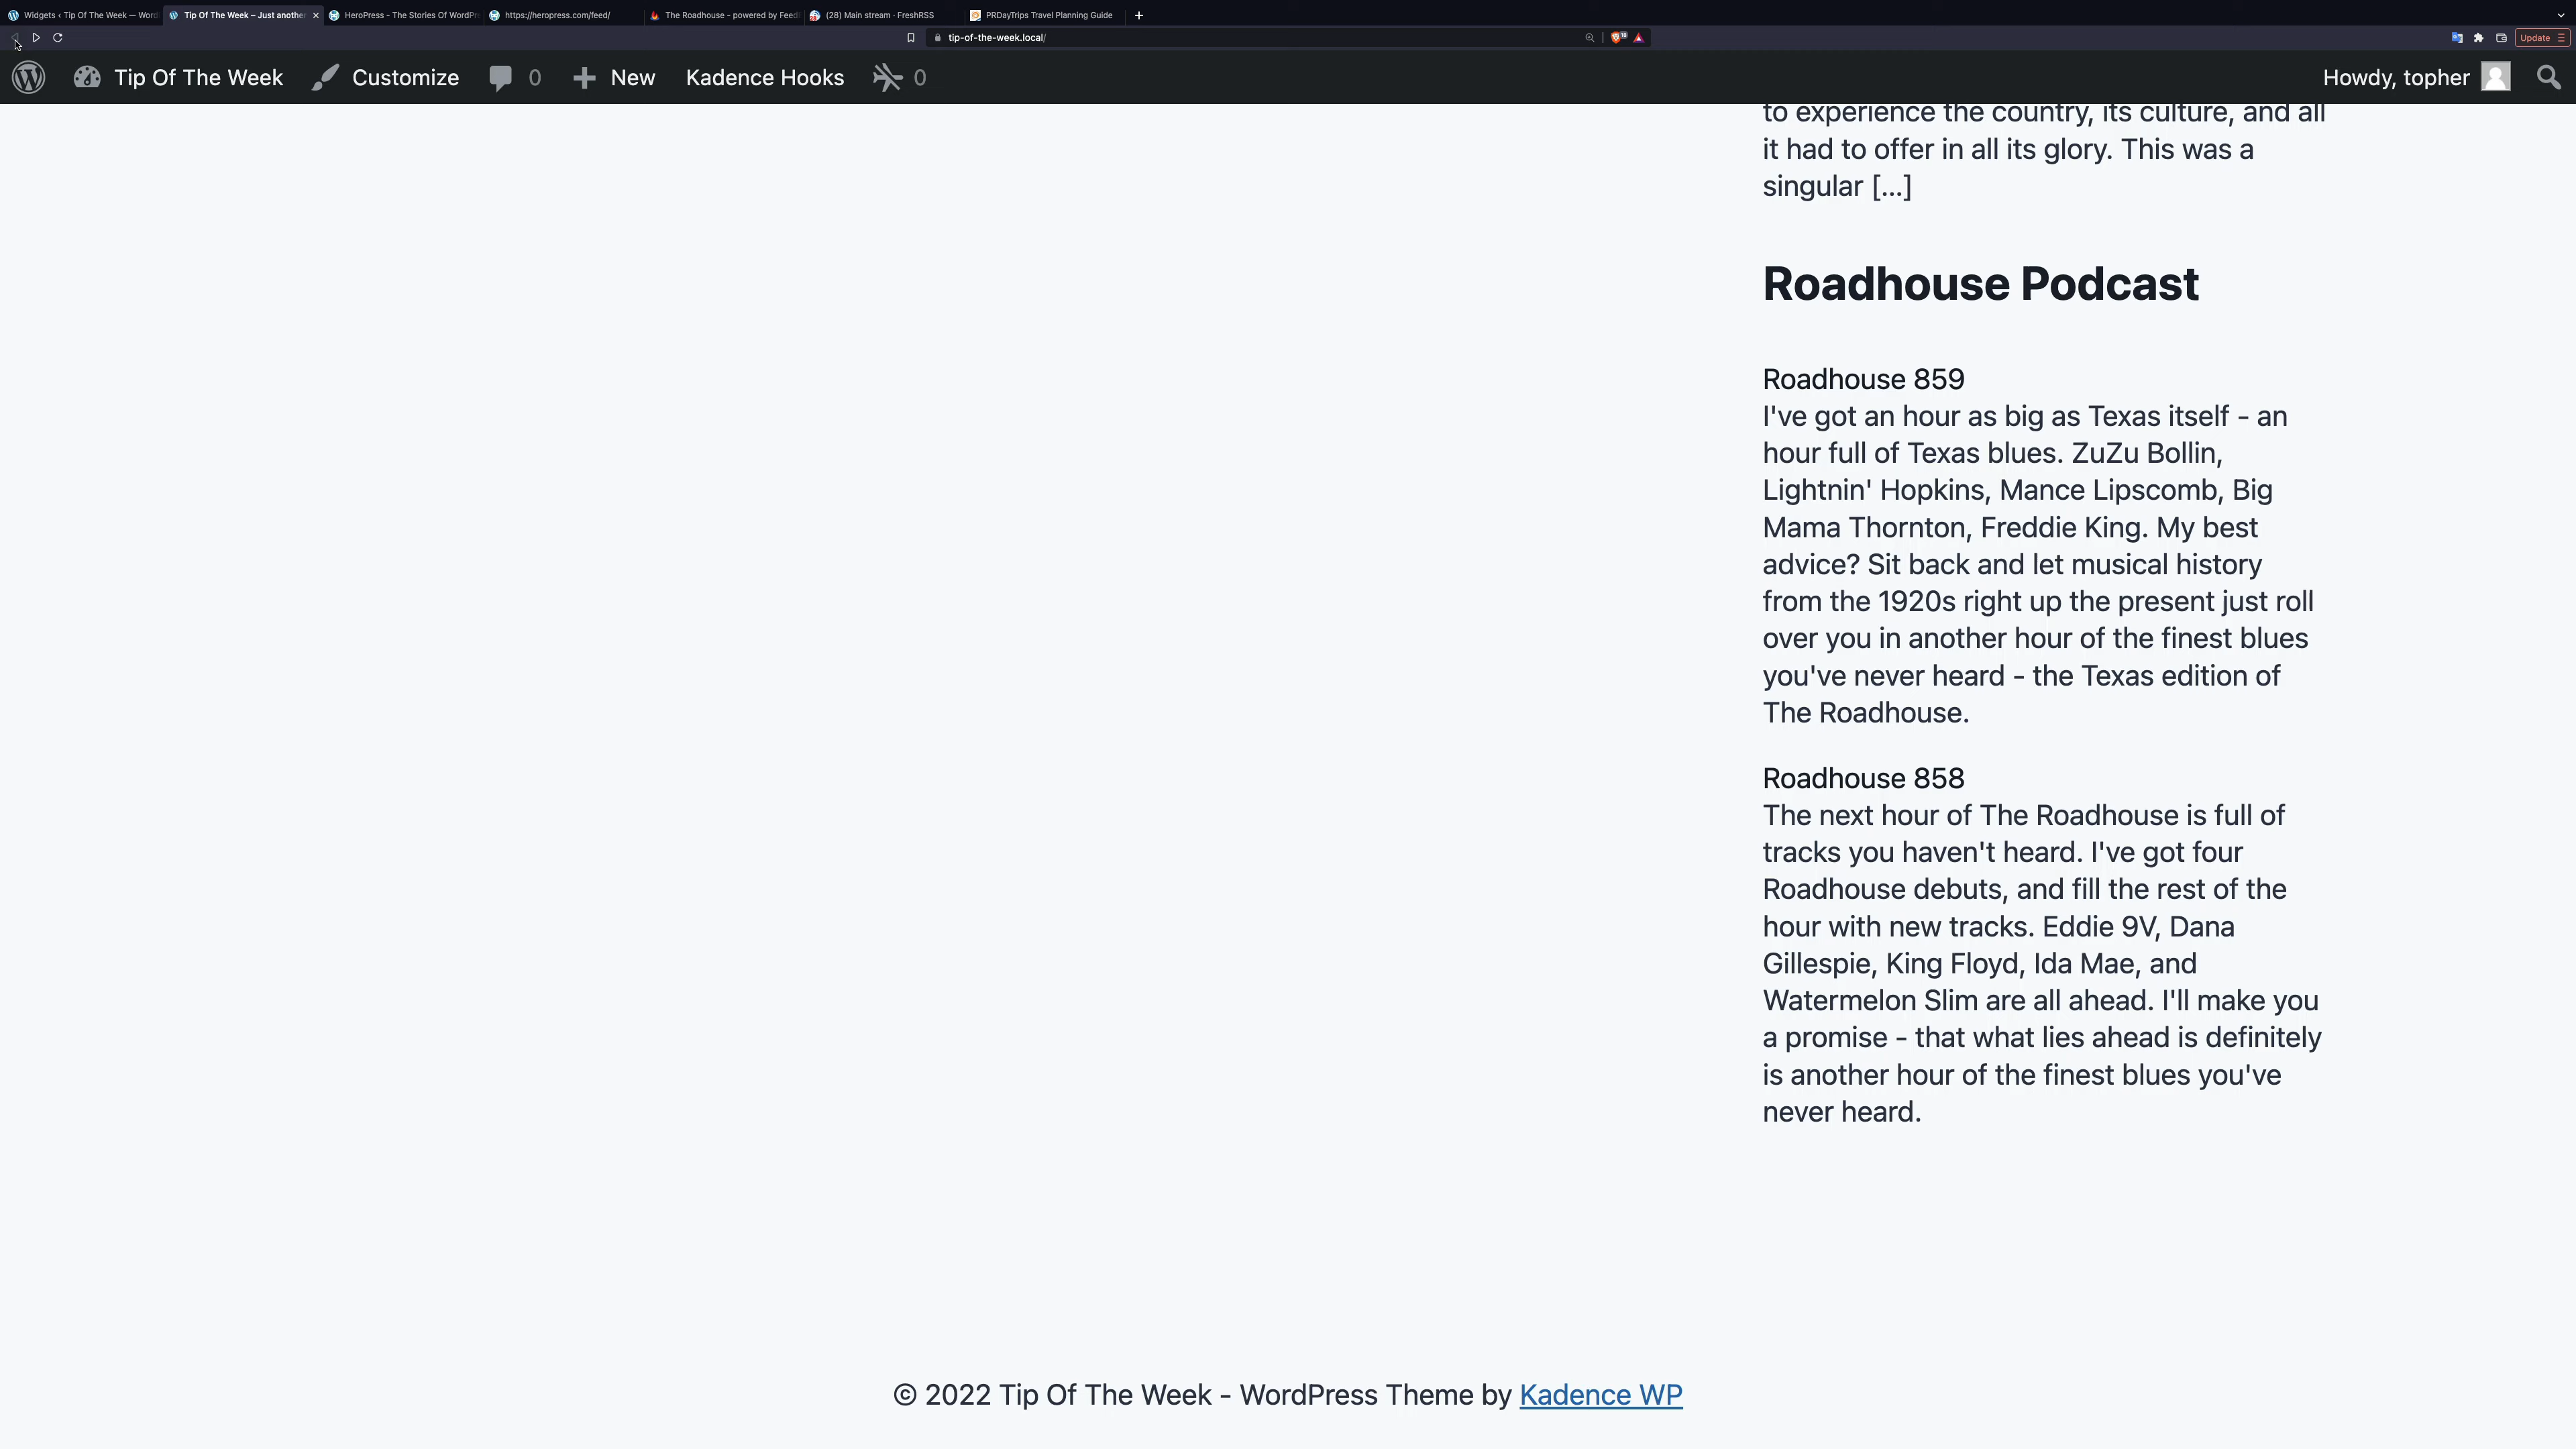 Widgets ‹ Tip Of The Week — Word
Tip Of The Week – Just another
HeroPress - The Stories Of WordPr
https://heropress.com/feed/
The Roadhouse - powered by Feed
(28) Main stream · FreshRSS
PRDayTrips Travel Planning Guide
tip-of-the-week.local/
Update
Tip Of The Week
Customize
0
New
Kadence Hooks
0
Howdy, topher
to experience the country, its culture, and all
it had to offer in all its glory. This was a
singular [...]
Roadhouse Podcast
Roadhouse 859
I've got an hour as big as Texas itself - an
hour full of Texas blues. ZuZu Bollin,
Lightnin' Hopkins, Mance Lipscomb, Big
Mama Thornton, Freddie King. My best
advice? Sit back and let musical history
from the 1920s right up the present just roll
over you in another hour of the finest blues
you've never heard - the Texas edition of
The Roadhouse.
Roadhouse 858
The next hour of The Roadhouse is full of
tracks you haven't heard. I've got four
Roadhouse debuts, and fill the rest of the
hour with new tracks. Eddie 9V, Dana
Gillespie, King Floyd, Ida Mae, and
Watermelon Slim are all ahead. I'll make you
a promise - that what lies ahead is definitely
is another hour of the finest blues you've
never heard.
© 2022 Tip Of The Week - WordPress Theme by Kadence WP